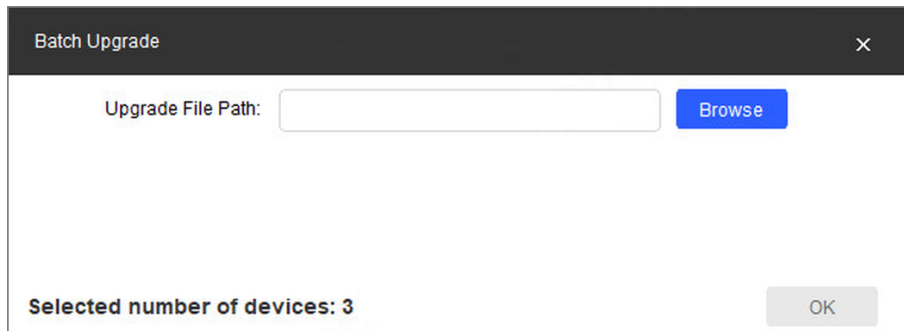 Batch Upgrade
Upgrade File Path:
Browse
Selected number of devices: 3
OK